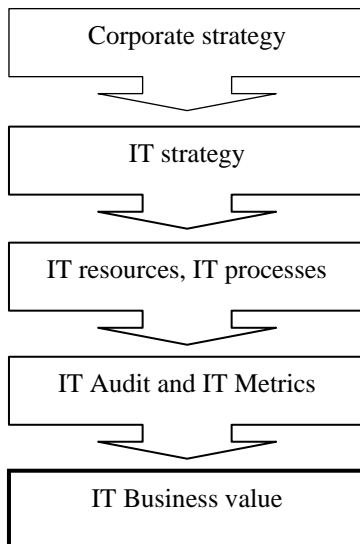 Corporate strategy
IT strategy
IT resources, IT processes
IT Audit and IT Metrics
IT Business value